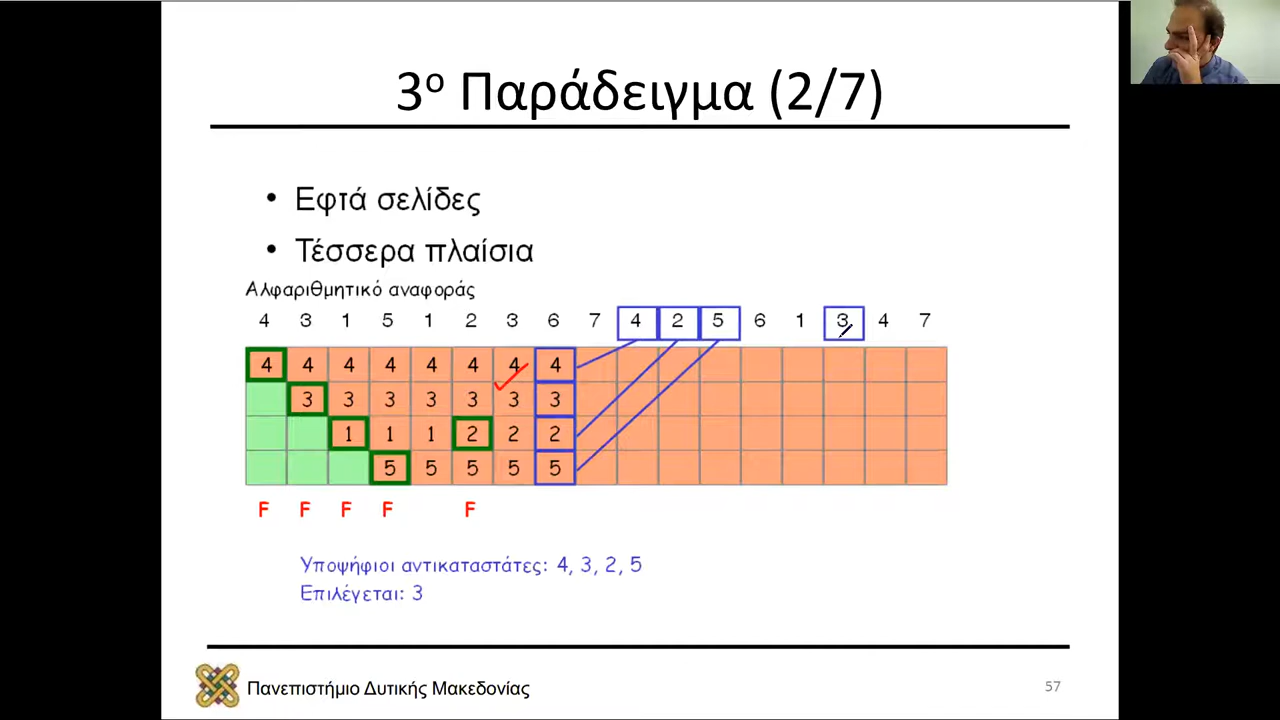 3ο Παράδειγμα (2/7)
• Εφτά σελίδες
• Τέσσερα πλαίσια
Αλφαριθμητικό αναφοράς
4 3 1 5 1 2 3 6 7 4 2 5 6 1 3 4 7
4 4 4 4 4 4 4 4
3 3 3 3 3 3 3
1 1 1 2 2 2
5 5 5 5 5
F F F F F
Υποψήφιοι αντικαταστάτες: 4, 3, 2, 5
Επιλέγεται: 3
Πανεπιστήμιο Δυτικής Μακεδονίας
57